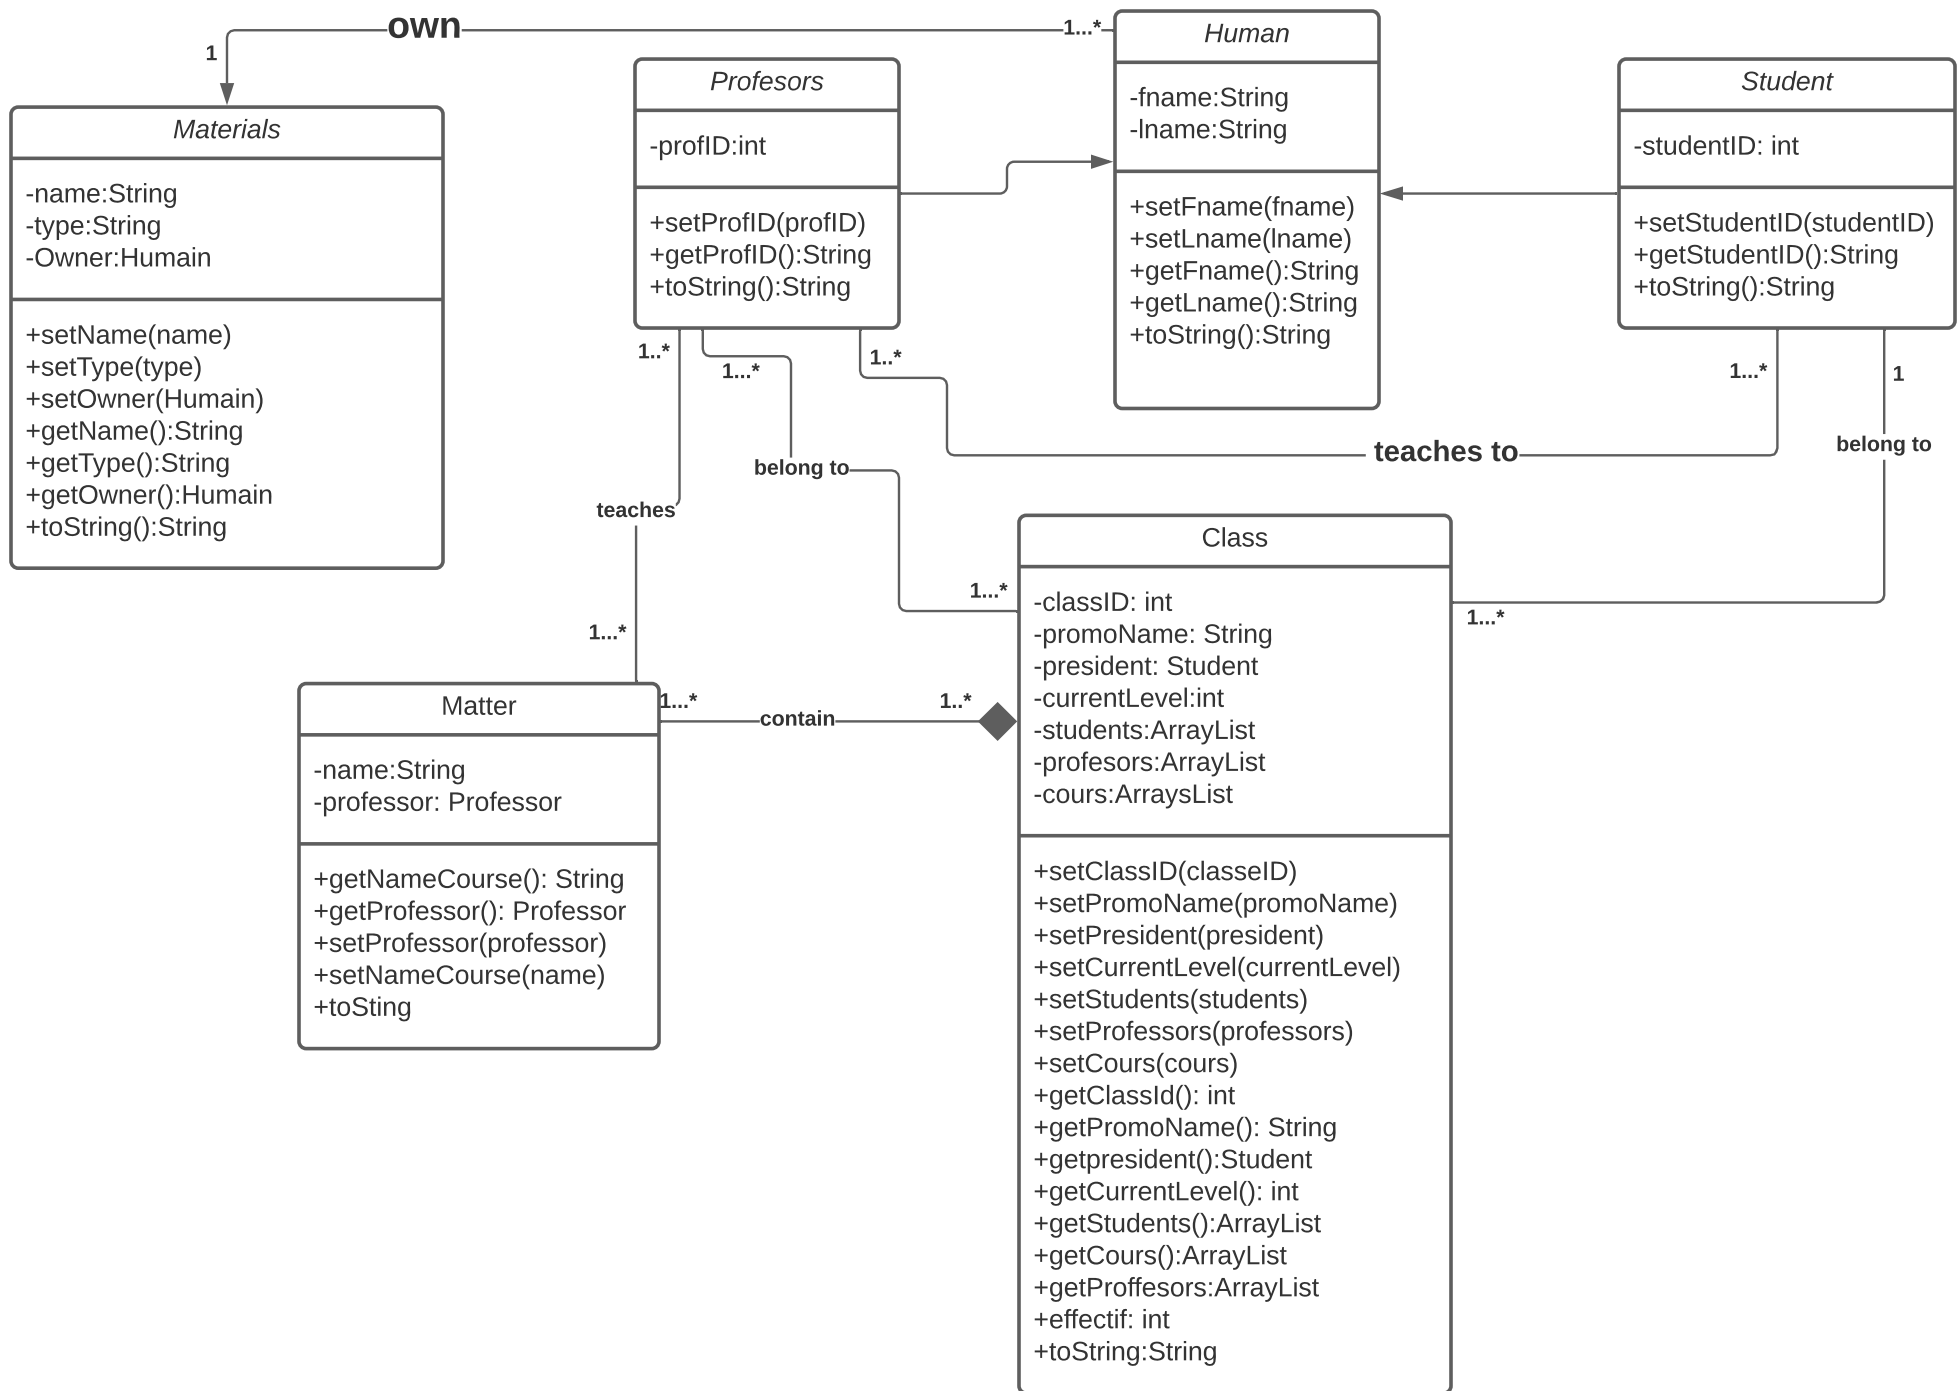 own
1...*
1
Human
-fname:String
-lname:String
+setFname(fname)
+setLname(lname)
+getFname():String
+getLname():String
+toString():String
Profesors
-profID:int
+setProfID(profID)
+getProfID():String
+toString():String
Student
-studentID: int
+setStudentID(studentID)
+getStudentID():String
+toString():String
Materials
-name:String
-type:String
-Owner:Humain
+setName(name)
+setType(type)
+setOwner(Humain)
+getName():String
+getType():String
+getOwner():Humain
+toString():String
1..*
1...*
1..*
1...*
1
teaches to
belong to
belong to
teaches
1...*
1...*
1...*
Class
-classID: int
-promoName: String
-president: Student
-currentLevel:int
-students:ArrayList
-profesors:ArrayList
-cours:ArraysList
+setClassID(classeID)
+setPromoName(promoName)
+setPresident(president)
+setCurrentLevel(currentLevel)
+setStudents(students)
+setProfessors(professors)
+setCours(cours)
+getClassId(): int
+getPromoName(): String
+getpresident():Student
+getCurrentLevel(): int
+getStudents():ArrayList
+getCours():ArrayList
+getProffesors:ArrayList
+effectif: int
+toString:String
1...*
contain
1..*
Matter
-name:String
-professor: Professor
+getNameCourse(): String
+getProfessor(): Professor
+setProfessor(professor)
+setNameCourse(name)
+toSting